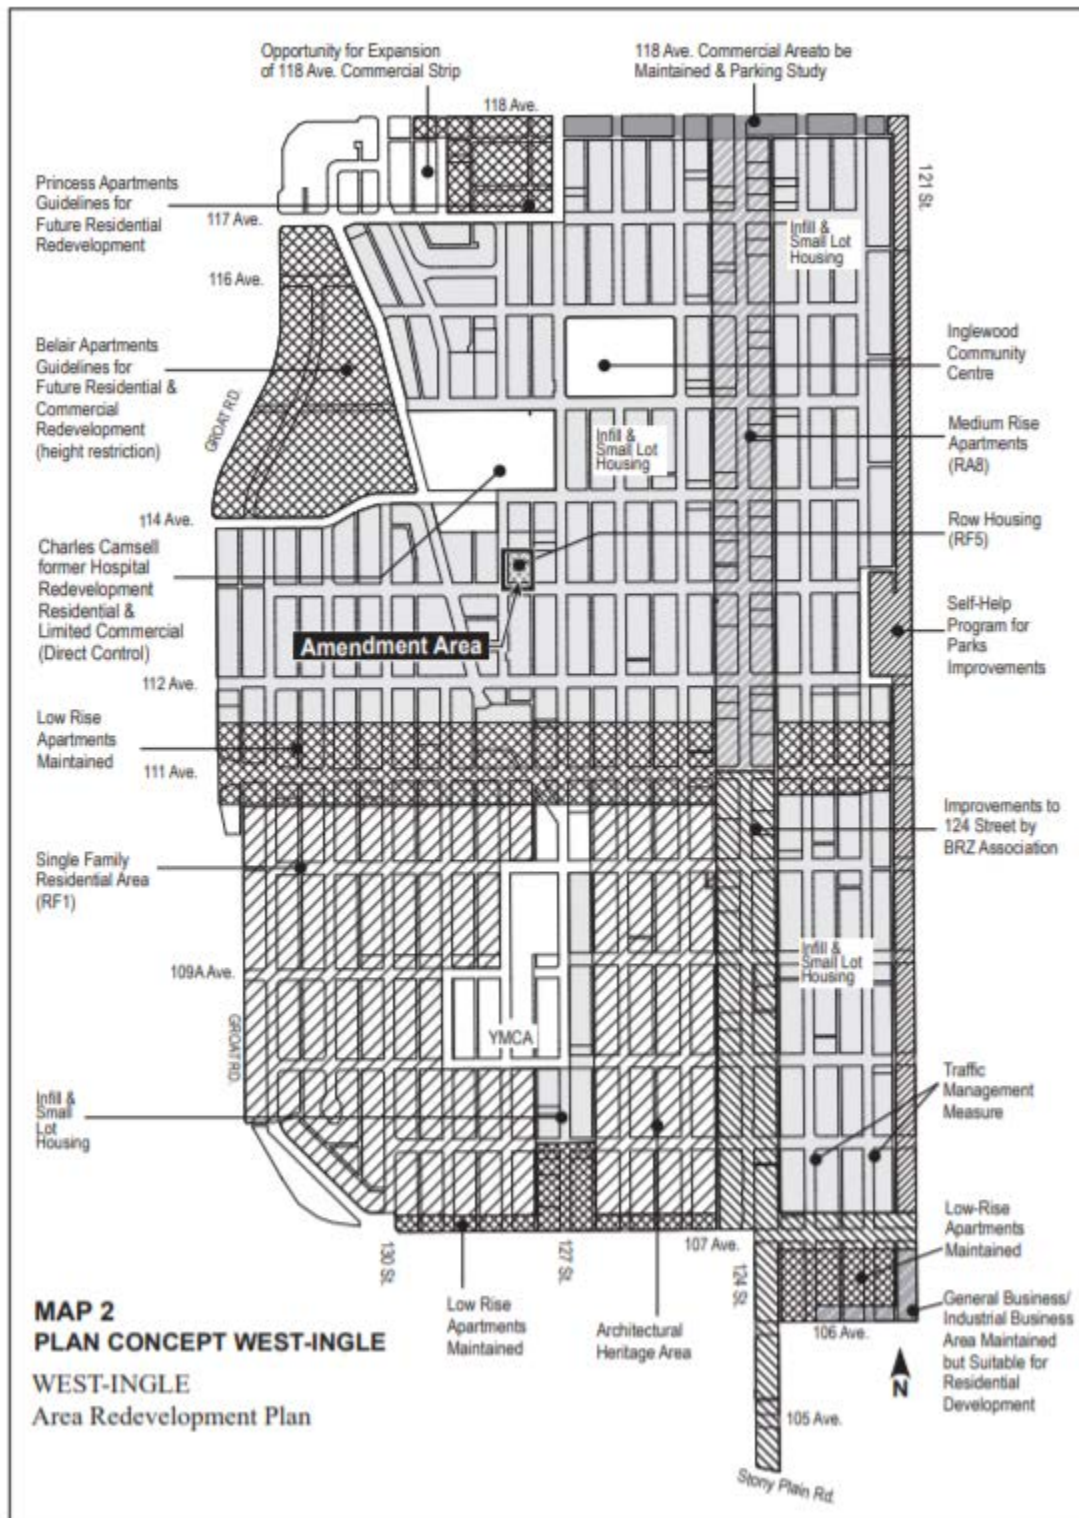 Opportunity for Expansion
of 118 Ave. Commercial Strip
118 Ave. Commercial Areato be
Maintained & Parking Study
118 Ave.
121 St.
Princess Apartments
Guidelines for
Future Residential
Redevelopment
117 Ave.
Infill &
Small Lot
Housing
116 Ave.
Belair Apartments
Guidelines for
Future Residential &
Commercial
Redevelopment
(height restriction)
GROAT RD.
Inglewood
Community
Centre
Infill &
Small Lot
Housing
Medium Rise
Apartments
(RA8)
114 Ave.
Row Housing
(RF5)
Charles Camsell
former Hospital
Redevelopment
Residential &
Limited Commercial
(Direct Control)
Amendment Area
Self-Help
Program for
Parks
Improvements
112 Ave.
Low Rise
Apartments
Maintained
111 Ave.
Improvements to
124 Street by
BRZ Association
Single Family
Residential Area
(RF1)
Infill &
Small Lot
Housing
109A Ave.
GROAT RD.
YMCA
Traffic
Management
Measure
Infill &
Small
Lot
Housing
Low-Rise
Apartments
Maintained
130 St.
127 St.
107 Ave.
124 St.
General Business/
Industrial Business
Area Maintained
but Suitable for
Residential
Development
Low Rise
Apartments
Maintained
Architectural
Heritage Area
106 Ave.
N
MAP 2
PLAN CONCEPT WEST-INGLE
WEST-INGLE
Area Redevelopment Plan
105 Ave.
Stony Plain Rd.